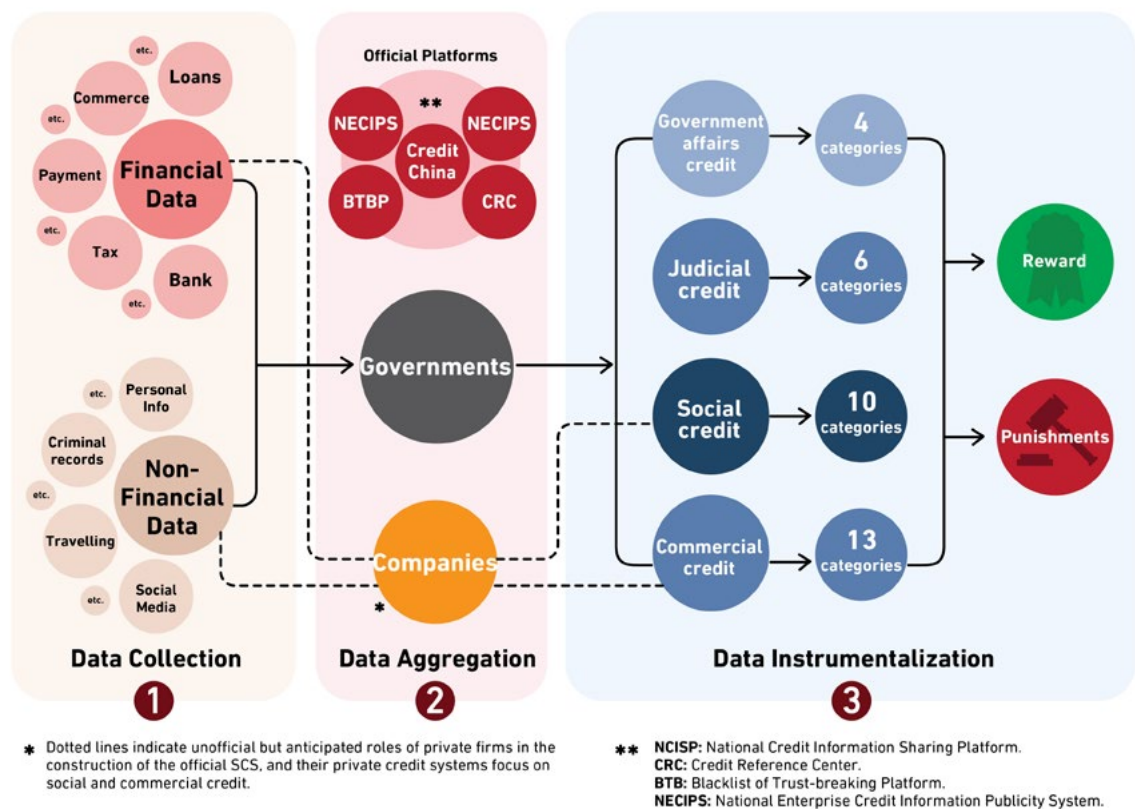 etc.
Loans
Commerce
etc.
Financial
Data
Payment
etc.
Tax
Bank
etc.
Personal
Info
etc.
Criminal
records
Non-
Financial
Data
etc.
Travelling
Social
Media
etc.
Data Collection
1
Official Platforms
**
NECIPS
NECIPS
Credit
China
BTBP
CRC
Governments
Companies
*
Data Aggregation
2
Government
affairs
credit
4
categories
Judicial
credit
6
categories
Social
credit
10
categories
Commercial
credit
13
categories
Reward
Punishments
Data Instrumentalization
3
* Dotted lines indicate unofficial but anticipated roles of private firms in the
construction of the official SCS, and their private credit systems focus on
social and commercial credit.
** NCISP: National Credit Information Sharing Platform.
CRC: Credit Reference Center.
BTB: Blacklist of Trust-breaking Platform.
NECIPS: National Enterprise Credit Information Publicity System.